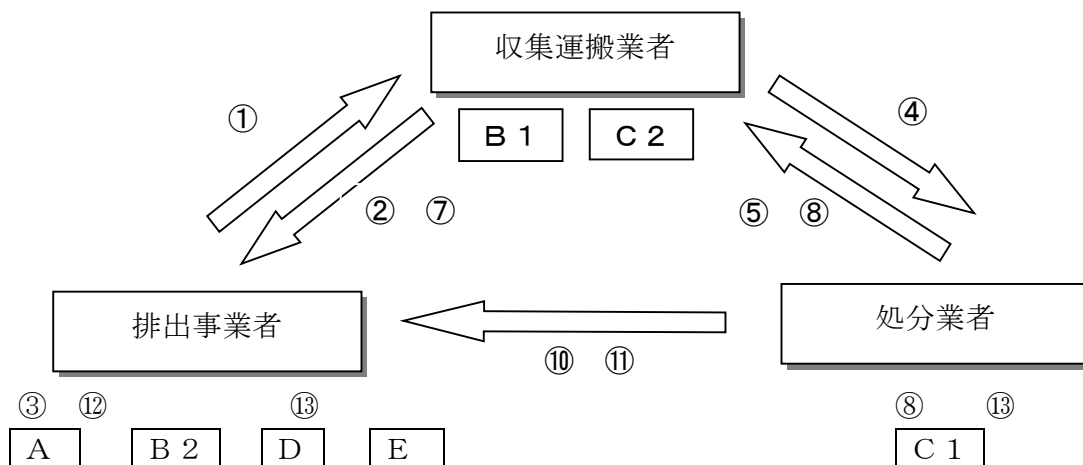 収集運搬業者
①
④
B1 C2
② ⑦
⑤ ⑧
排出事業者
処分業者
⑩ ⑪
③ ⑫ ⑬
⑧ ⑬
A B2 D E
C1